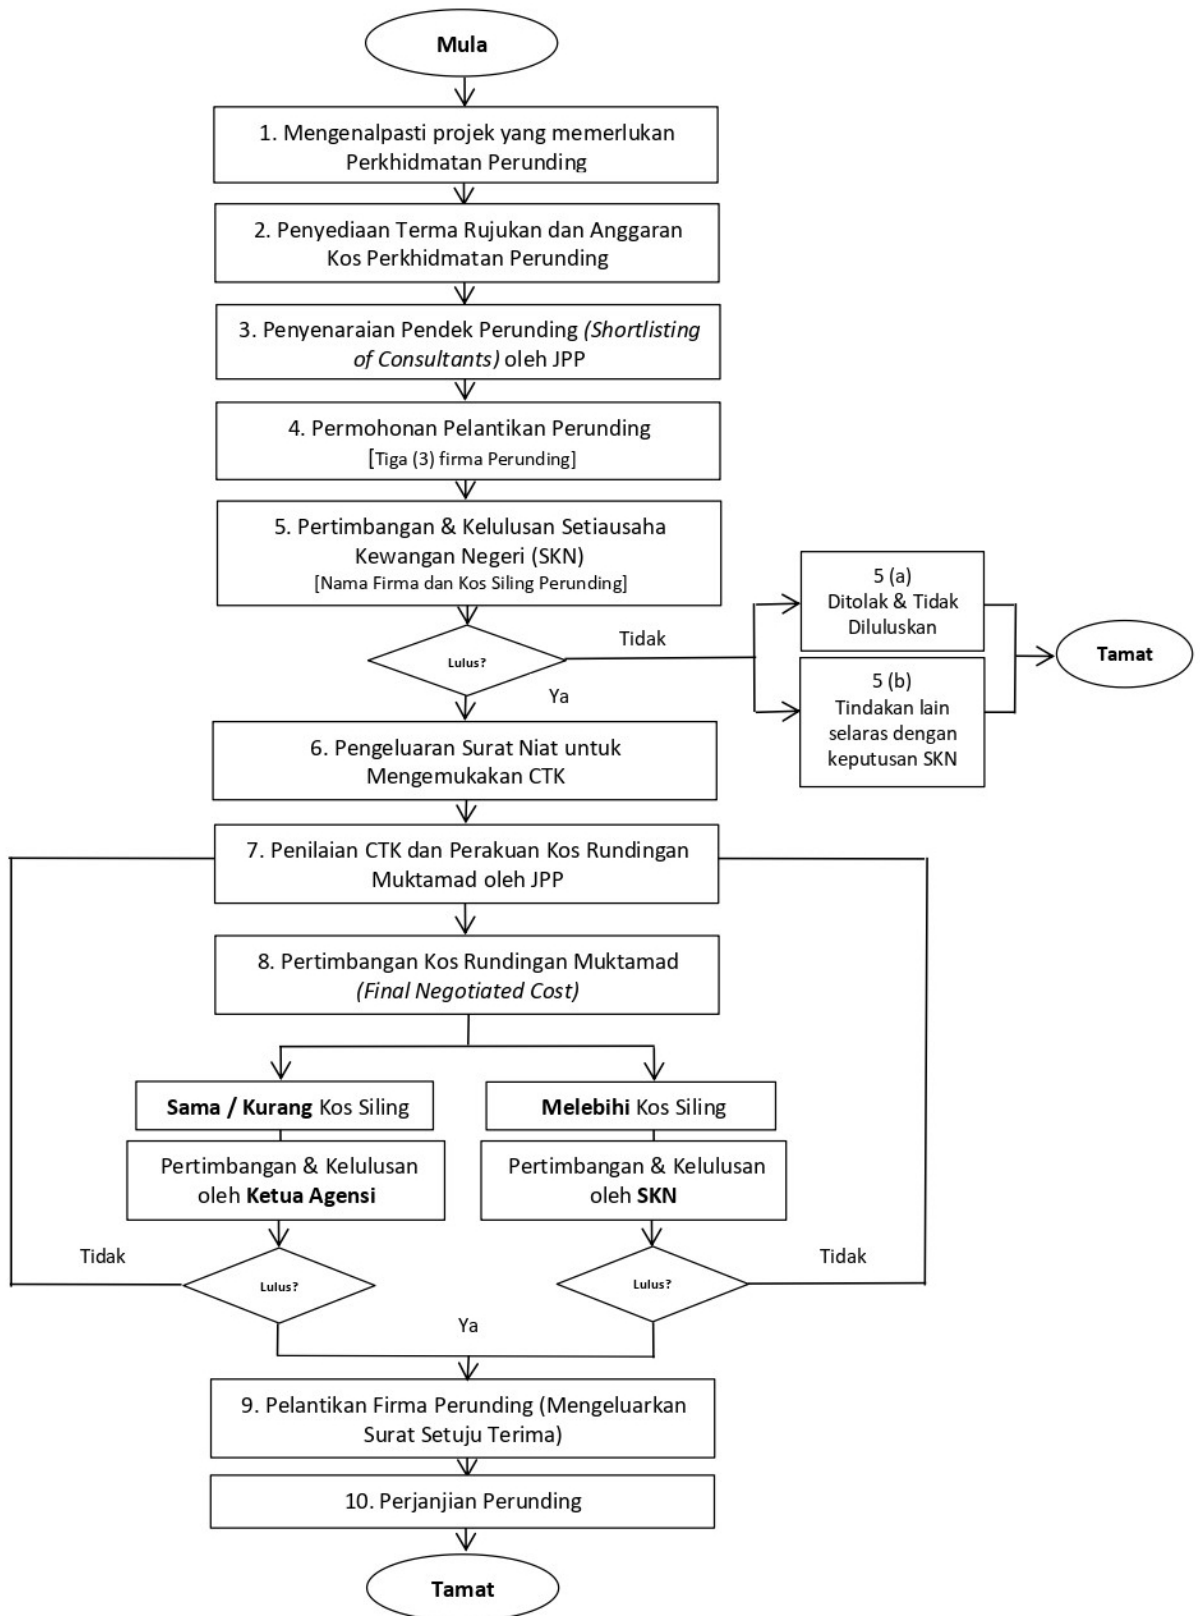 Mula
1. Mengenalpasti projek yang memerlukan
Perkhidmatan Perunding
2. Penyediaan Terma Rujukan dan Anggaran
Kos Perkhidmatan Perunding
3. Penyenaraian Pendek Perunding (Shortlisting
of Consultants) oleh JPP
4. Permohonan Pelantikan Perunding
[Tiga (3) firma Perunding]
5. Pertimbangan & Kelulusan Setiausaha
Kewangan Negeri (SKN)
[Nama Firma dan Kos Siling Perunding]
Lulus?
Tidak
5 (a)
Ditolak & Tidak
Diluluskan
5 (b)
Tindakan lain
selaras dengan
keputusan SKN
Tamat
Ya
6. Pengeluaran Surat Niat untuk
Mengemukakan CTK
7. Penilaian CTK dan Perakuan Kos Rundingan
Muktamad oleh JPP
8. Pertimbangan Kos Rundingan Muktamad
(Final Negotiated Cost)
Sama / Kurang Kos Siling
Pertimbangan & Kelulusan
oleh Ketua Agensi
Melebihi Kos Siling
Pertimbangan & Kelulusan
oleh SKN
Tidak
Lulus?
Lulus?
Tidak
Ya
9. Pelantikan Firma Perunding (Mengeluarkan
Surat Setuju Terima)
10. Perjanjian Perunding
Tamat